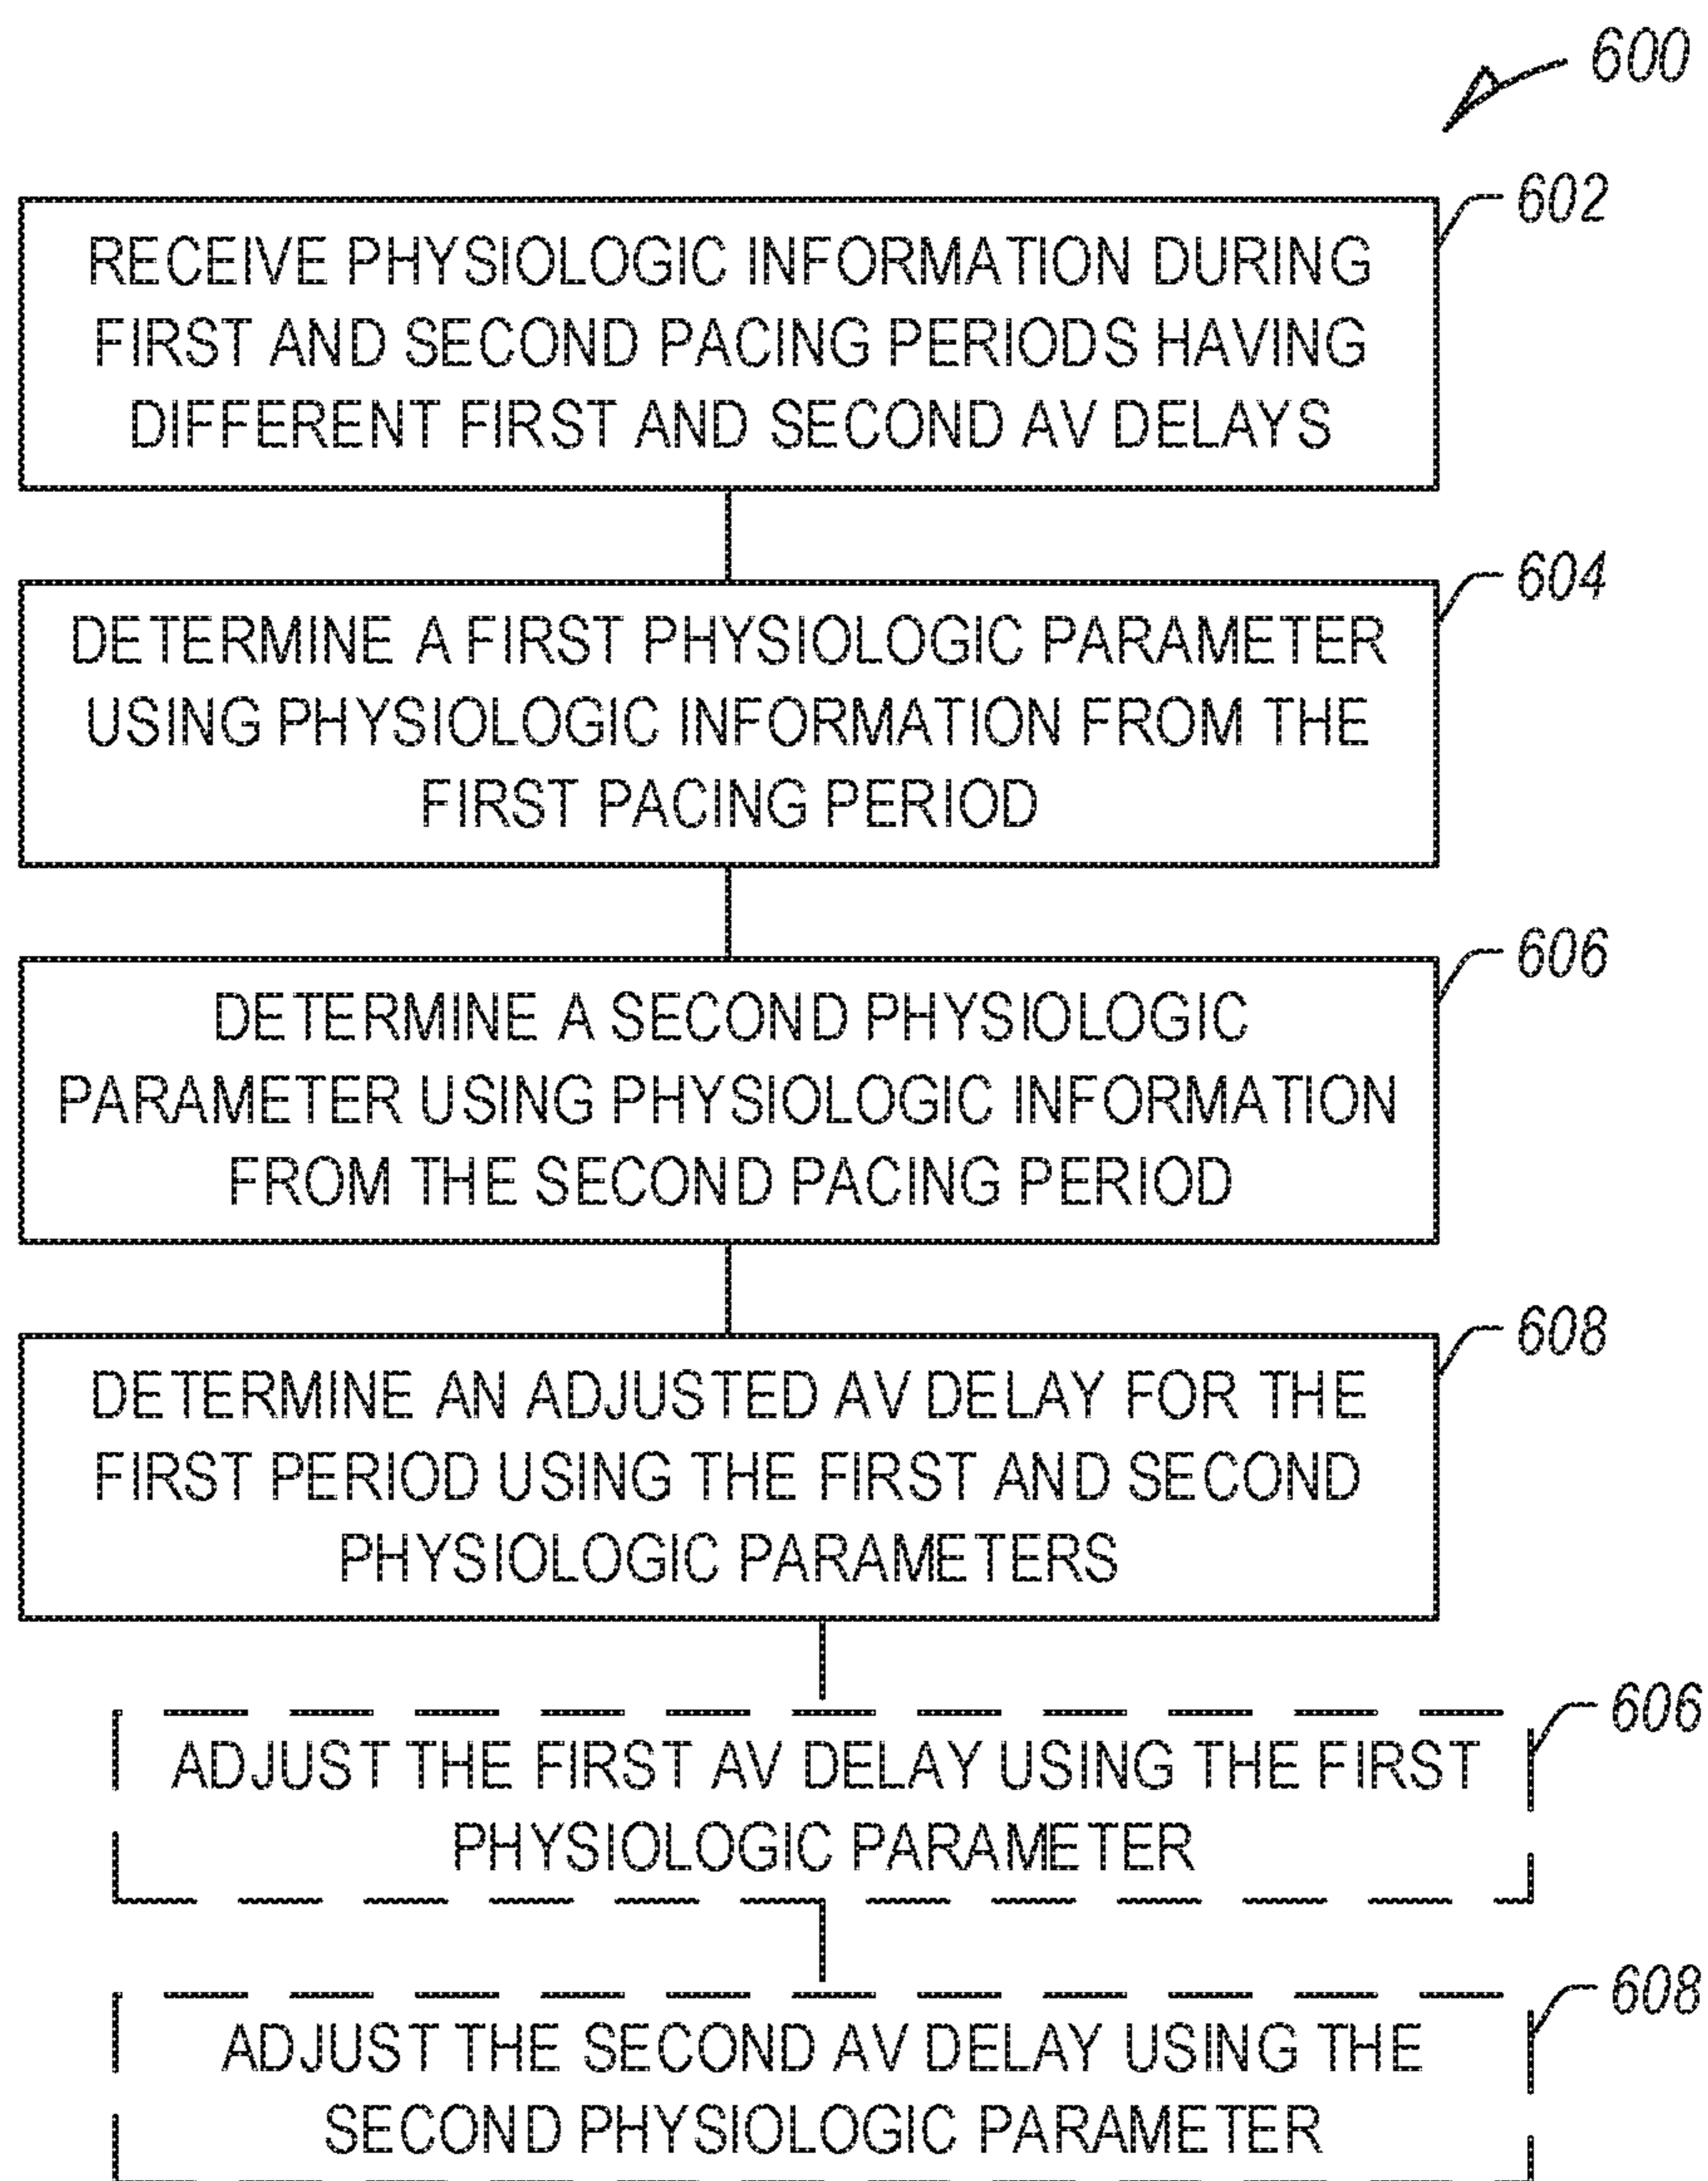 600
602
RECEIVE PHYSIOLOGIC INFORMATION DURING
FIRST AND SECOND PACING PERIODS HAVING
DIFFERENT FIRST AND SECOND AV DELAYS
604
DETERMINE A FIRST PHYSIOLOGIC PARAMETER
USING PHYSIOLOGIC INFORMATION FROM THE
FIRST PACING PERIOD
606
DETERMINE A SECOND PHYSIOLOGIC
PARAMETER USING PHYSIOLOGIC INFORMATION
FROM THE SECOND PACING PERIOD
608
DETERMINE AN ADJUSTED AV DELAY FOR THE
FIRST PERIOD USING THE FIRST AND SECOND
PHYSIOLOGIC PARAMETERS
606
ADJUST THE FIRST AV DELAY USING THE FIRST
PHYSIOLOGIC PARAMETER
608
ADJUST THE SECOND AV DELAY USING THE
SECOND PHYSIOLOGIC PARAMETER